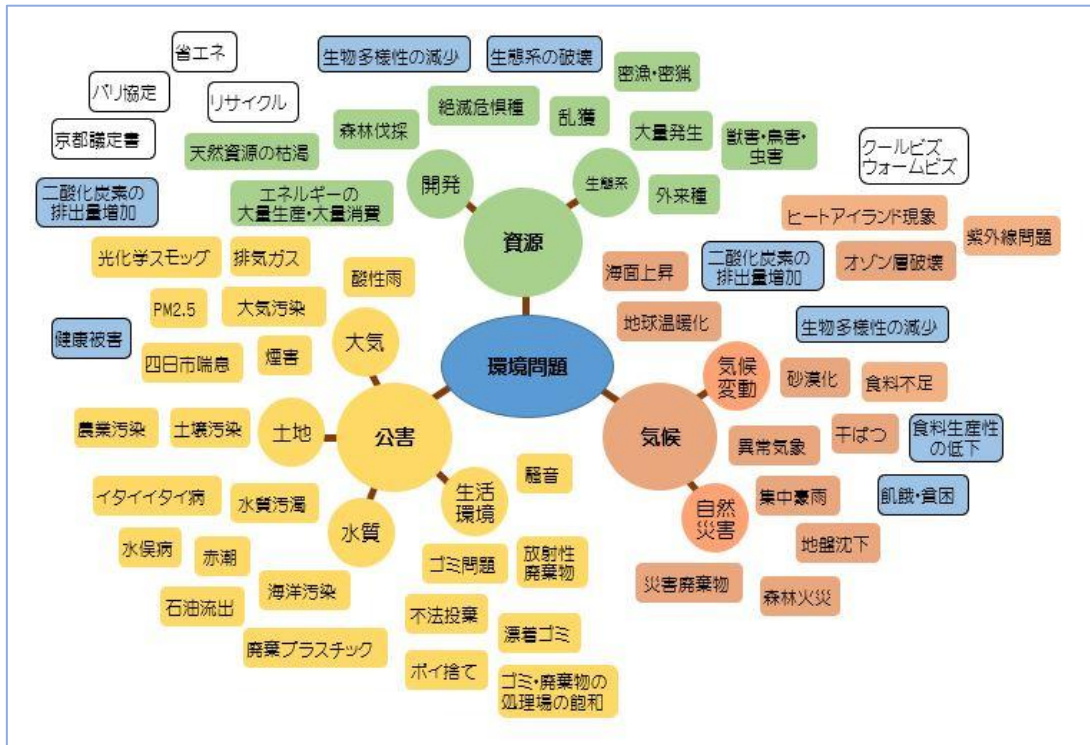 省エネ
パリ協定
リサイクル
京都議定書
生物多様性の減少
生態系の破壊
密漁・密猟
絶滅危惧種
乱獲
森林伐採
大量発生
獣害・鳥害・
虫害
天然資源の枯渇
開発
生態系
外来種
エネルギーの
大量生産・大量消費
二酸化炭素の
排出量増加
資源
クールビズ
ウォームビズ
ヒートアイランド現象
紫外線問題
海面上昇
二酸化炭素の
排出量増加
オゾン層破壊
地球温暖化
生物多様性の減少
光化学スモッグ
排気ガス
酸性雨
PM2.5
大気汚染
大気
健康被害
四日市喘息
煙害
環境問題
気候
変動
砂漠化
食料不足
農業汚染
土壌汚染
土地
公害
気候
異常気象
干ばつ
食料生産性
の低下
イタイイタイ病
水質汚濁
水質
生活
環境
騒音
自然
災害
集中豪雨
飢餓・貧困
地盤沈下
水俣病
赤潮
海洋汚染
石油流出
廃棄プラスチック
ゴミ問題
放射性
廃棄物
不法投棄
漂着ゴミ
ポイ捨て
ゴミ・廃棄物の
処理場の飽和
災害廃棄物
森林火災